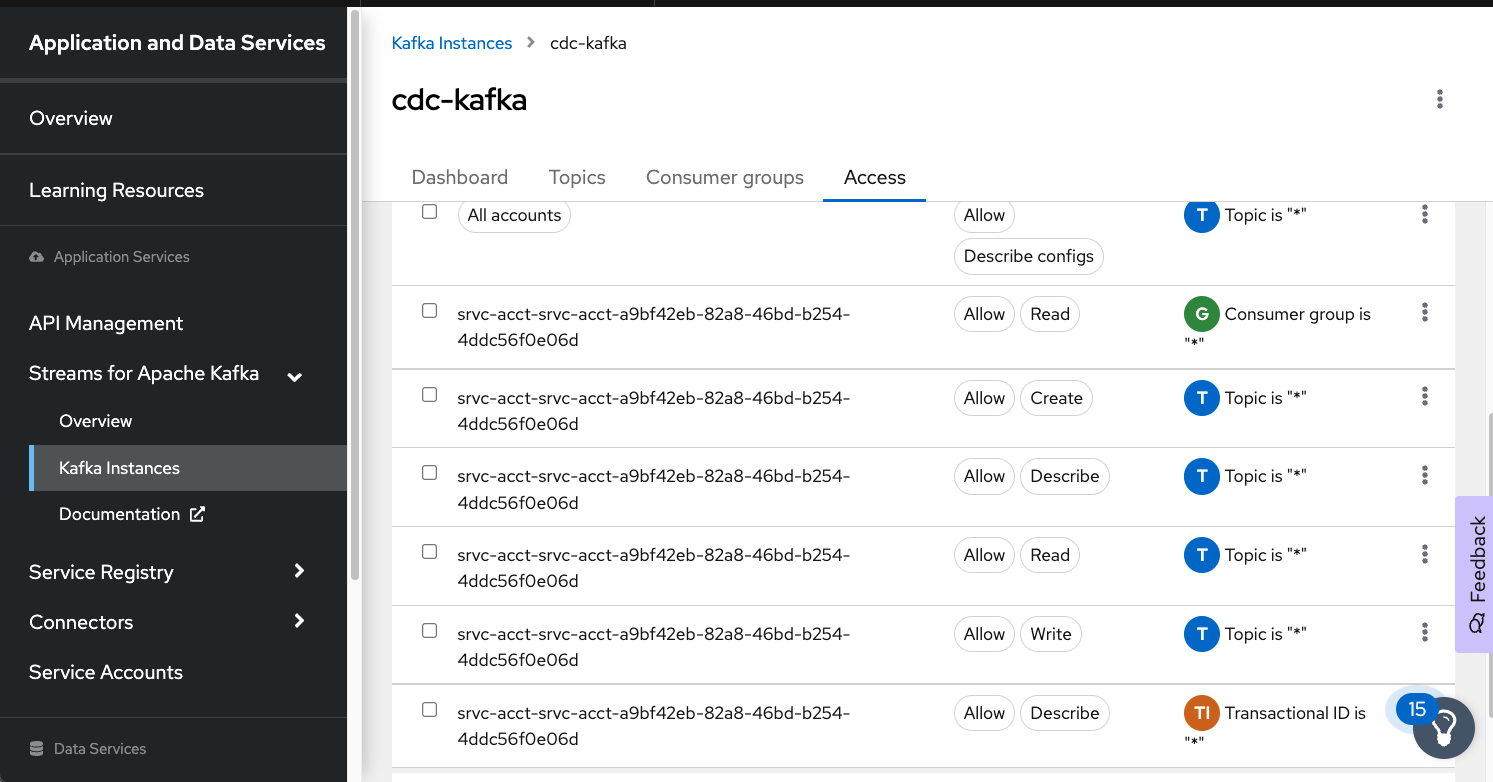 Application and Data Services
Overview
Learning Resources
Application Services
API Management
Streams for Apache Kafka
Overview
Kafka Instances
Documentation
Service Registry
Connectors
Service Accounts
Data Services
Kafka Instances > cdc-kafka
cdc-kafka
Dashboard Topics Consumer groups Access
All accounts Allow T Topic is "*"
Describe configs
srvc-acct-srvc-acct-a9bf42eb-82a8-46bd-b254- Allow Read G Consumer group is
4ddc56f0e06d "*"
srvc-acct-srvc-acct-a9bf42eb-82a8-46bd-b254- Allow Create T Topic is "*"
4ddc56f0e06d
srvc-acct-srvc-acct-a9bf42eb-82a8-46bd-b254- Allow Describe T Topic is "*"
4ddc56f0e06d
srvc-acct-srvc-acct-a9bf42eb-82a8-46bd-b254- Allow Read T Topic is "*"
4ddc56f0e06d
srvc-acct-srvc-acct-a9bf42eb-82a8-46bd-b254- Allow Write T Topic is "*"
4ddc56f0e06d
srvc-acct-srvc-acct-a9bf42eb-82a8-46bd-b254- Allow Describe TI Transactional ID is
4ddc56f0e06d "*"
Feedback
15